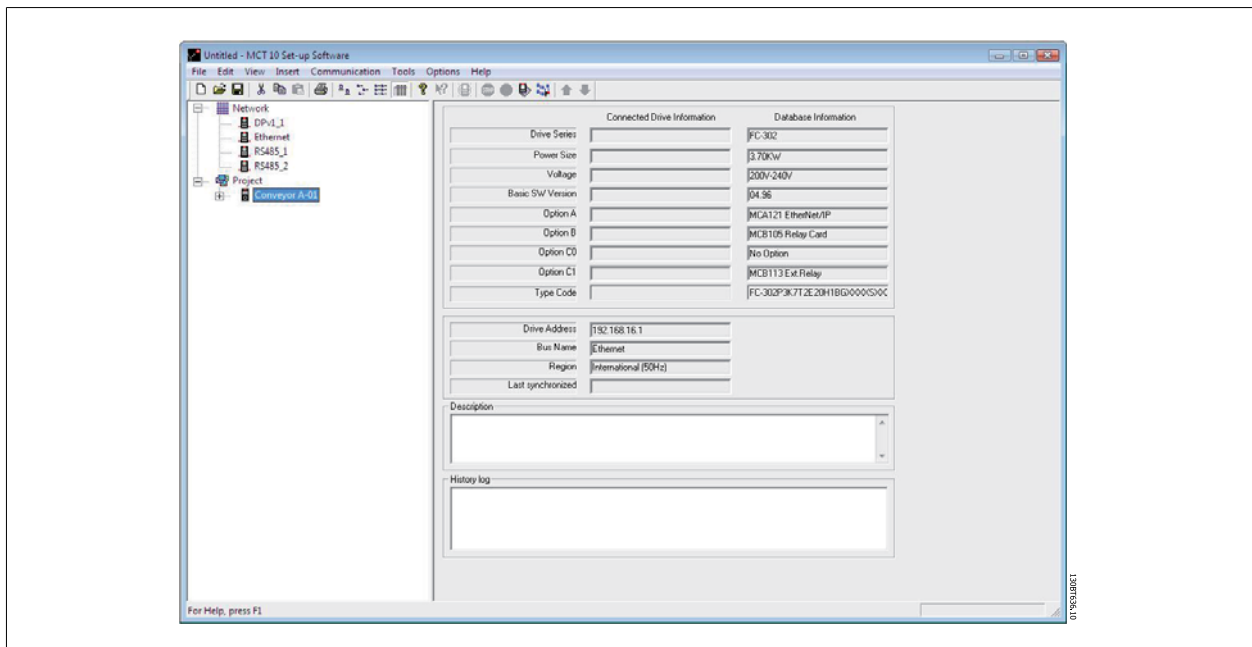 Untitled - MCT 10 Set-up Software
File Edit View Insert Communication Tools Options Help
Network
DPv1_1
Ethernet
RS485_1
RS485_2
Project
Conveyor A-01
Connected Drive Information Database Information
Drive Series FC-302
Power Size 3.70KW
Voltage 200V-240V
Basic SW Version 04.96
Option A MCA121 EtherNet/IP
Option B MCB105 Relay Card
Option C0 No Option
Option C1 MCB113 Ext.Relay
Type Code
Drive Address 192.168.16.1
Bus Name Ethernet
Region International (50Hz)
Last synchronized
Description
History log
For Help, press F1
130BT636.10